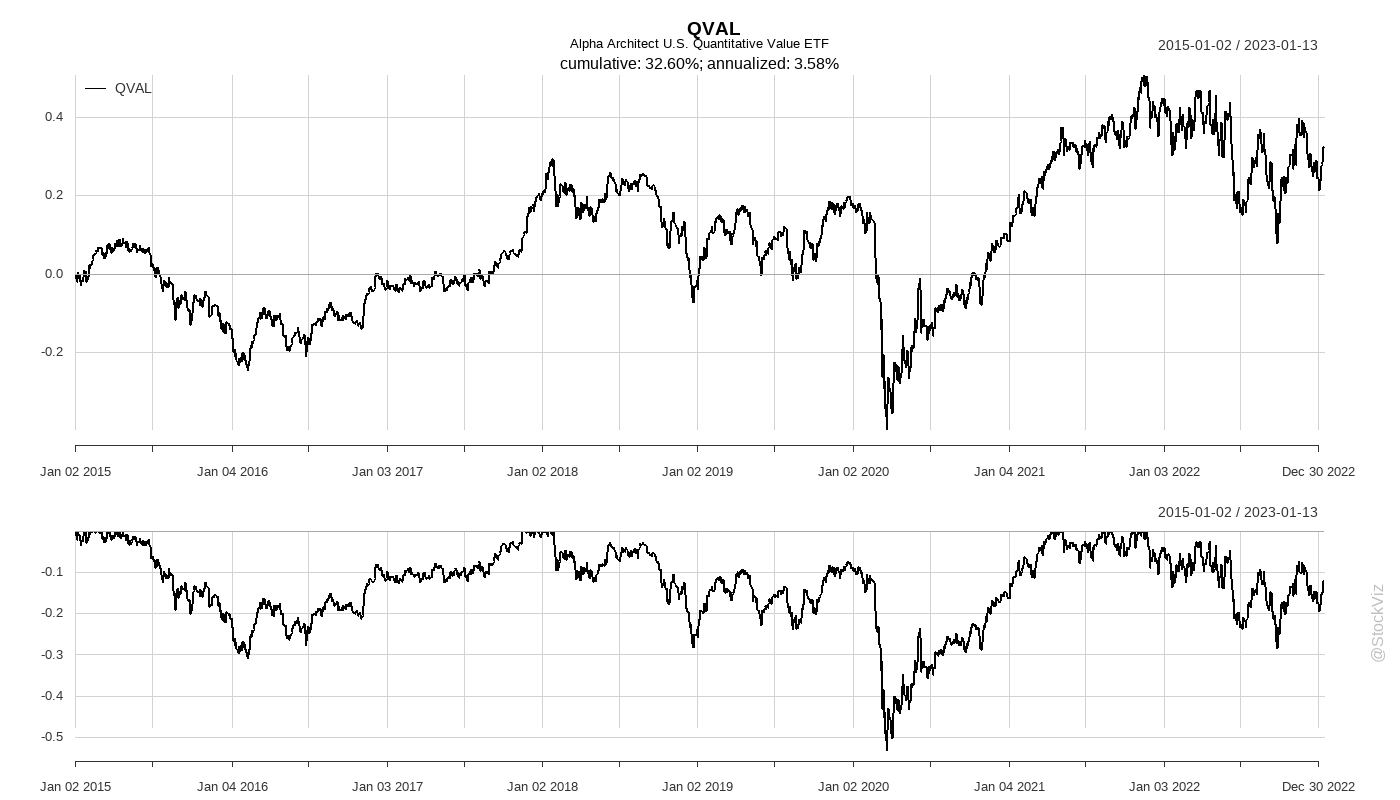 QVAL
Alpha Architect U.S. Quantitative Value ETF
cumulative: 32.60%; annualized: 3.58%
2015-01-02 / 2023-01-13
QVAL
0.4
0.2
0.0
-0.2
Jan 02 2015 Jan 04 2016 Jan 03 2017 Jan 02 2018 Jan 02 2019 Jan 02 2020 Jan 04 2021 Jan 03 2022 Dec 30 2022
2015-01-02 / 2023-01-13
-0.1
-0.2
-0.3
-0.4
-0.5
Jan 02 2015 Jan 04 2016 Jan 03 2017 Jan 02 2018 Jan 02 2019 Jan 02 2020 Jan 04 2021 Jan 03 2022 Dec 30 2022
@StockViz